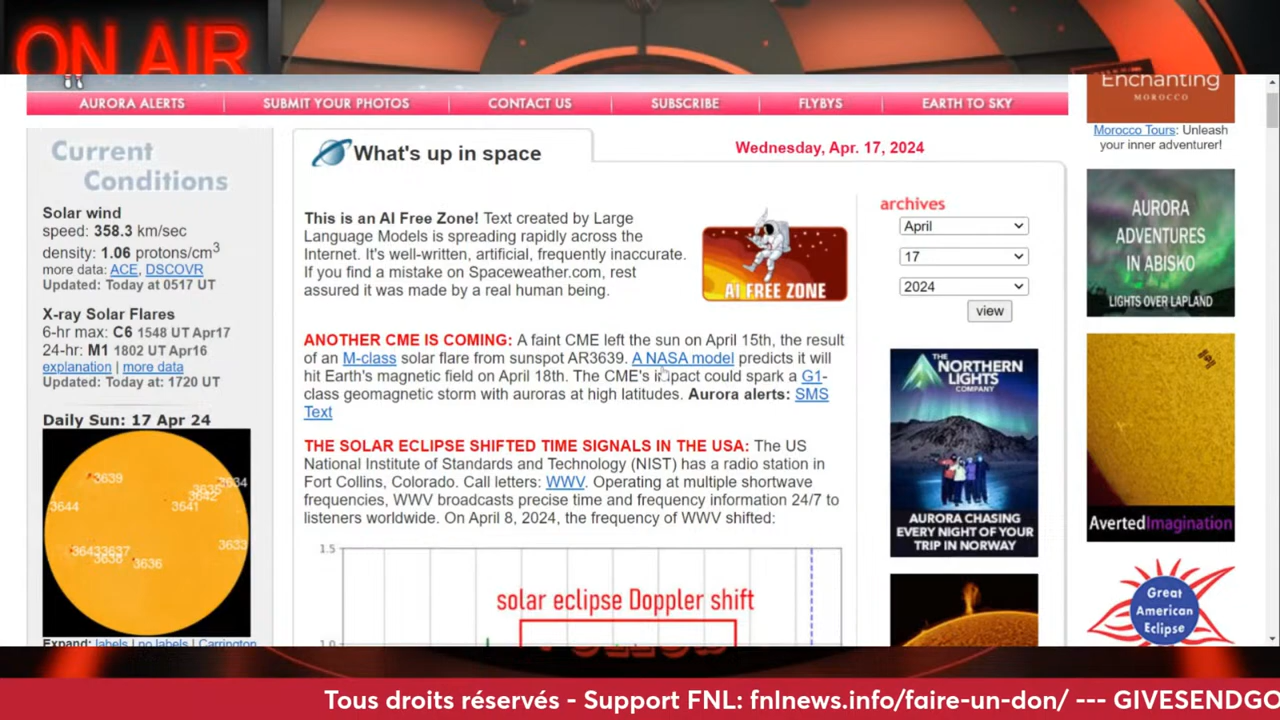 ON AIR
AURORA ALERTS
SUBMIT YOUR PHOTOS
CONTACT US
SUBSCRIBE
FLYBYS
EARTH TO SKY
Current
Conditions
Solar wind
speed: 358.3 km/sec
density: 1.06 protons/cm3
more data: ACE, DSCOVR
Updated: Today at 0517 UT
X-ray Solar Flares
6-hr max: C6 1548 UT Apr17
24-hr: M1 1802 UT Apr16
explanation | more data
Updated: Today at: 1720 UT
Daily Sun: 17 Apr 24
3639
3634
3642
3644
3641
3633
3637
3638
3636
Expand: labels | no labels | Carrington
What's up in space
Wednesday, Apr. 17, 2024
This is an AI Free Zone! Text created by Large
Language Models is spreading rapidly across the
Internet. It's well-written, artificial, frequently inaccurate.
If you find a mistake on Spaceweather.com, rest
assured it was made by a real human being.
AI FREE ZONE
ANOTHER CME IS COMING: A faint CME left the sun on April 15th, the result
of an M-class solar flare from sunspot AR3639. A NASA model predicts it will
hit Earth's magnetic field on April 18th. The CME's impact could spark a G1-
class geomagnetic storm with auroras at high latitudes. Aurora alerts: SMS
Text
THE SOLAR ECLIPSE SHIFTED TIME SIGNALS IN THE USA: The US
National Institute of Standards and Technology (NIST) has a radio station in
Fort Collins, Colorado. Call letters: WWV. Operating at multiple shortwave
frequencies, WWV broadcasts precise time and frequency information 24/7 to
listeners worldwide. On April 8, 2024, the frequency of WWV shifted:
1.5
solar eclipse Doppler shift
1.0
archives
April
17
2024
view
THE
NORTHERN
LIGHTS
COMPANY
AURORA CHASING
EVERY NIGHT OF YOUR
TRIP IN NORWAY
Enchanting
MOROCCO
Morocco Tours: Unleash
your inner adventurer!
AURORA
ADVENTURES
IN ABISKO
LIGHTS OVER LAPLAND
AvertedImagination
Great
American
Eclipse
Tous droits réservés - Support FNL: fnlnews.info/faire-un-don/ --- GIVESENDGO